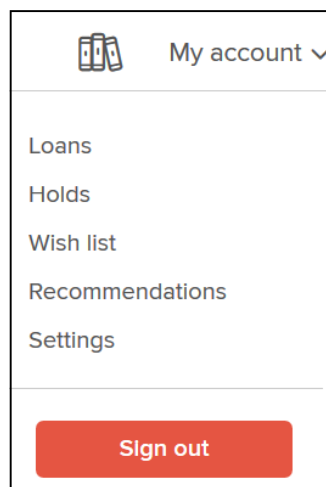 My account
Loans
Holds
Wish list
Recommendations
Settings
Sign out